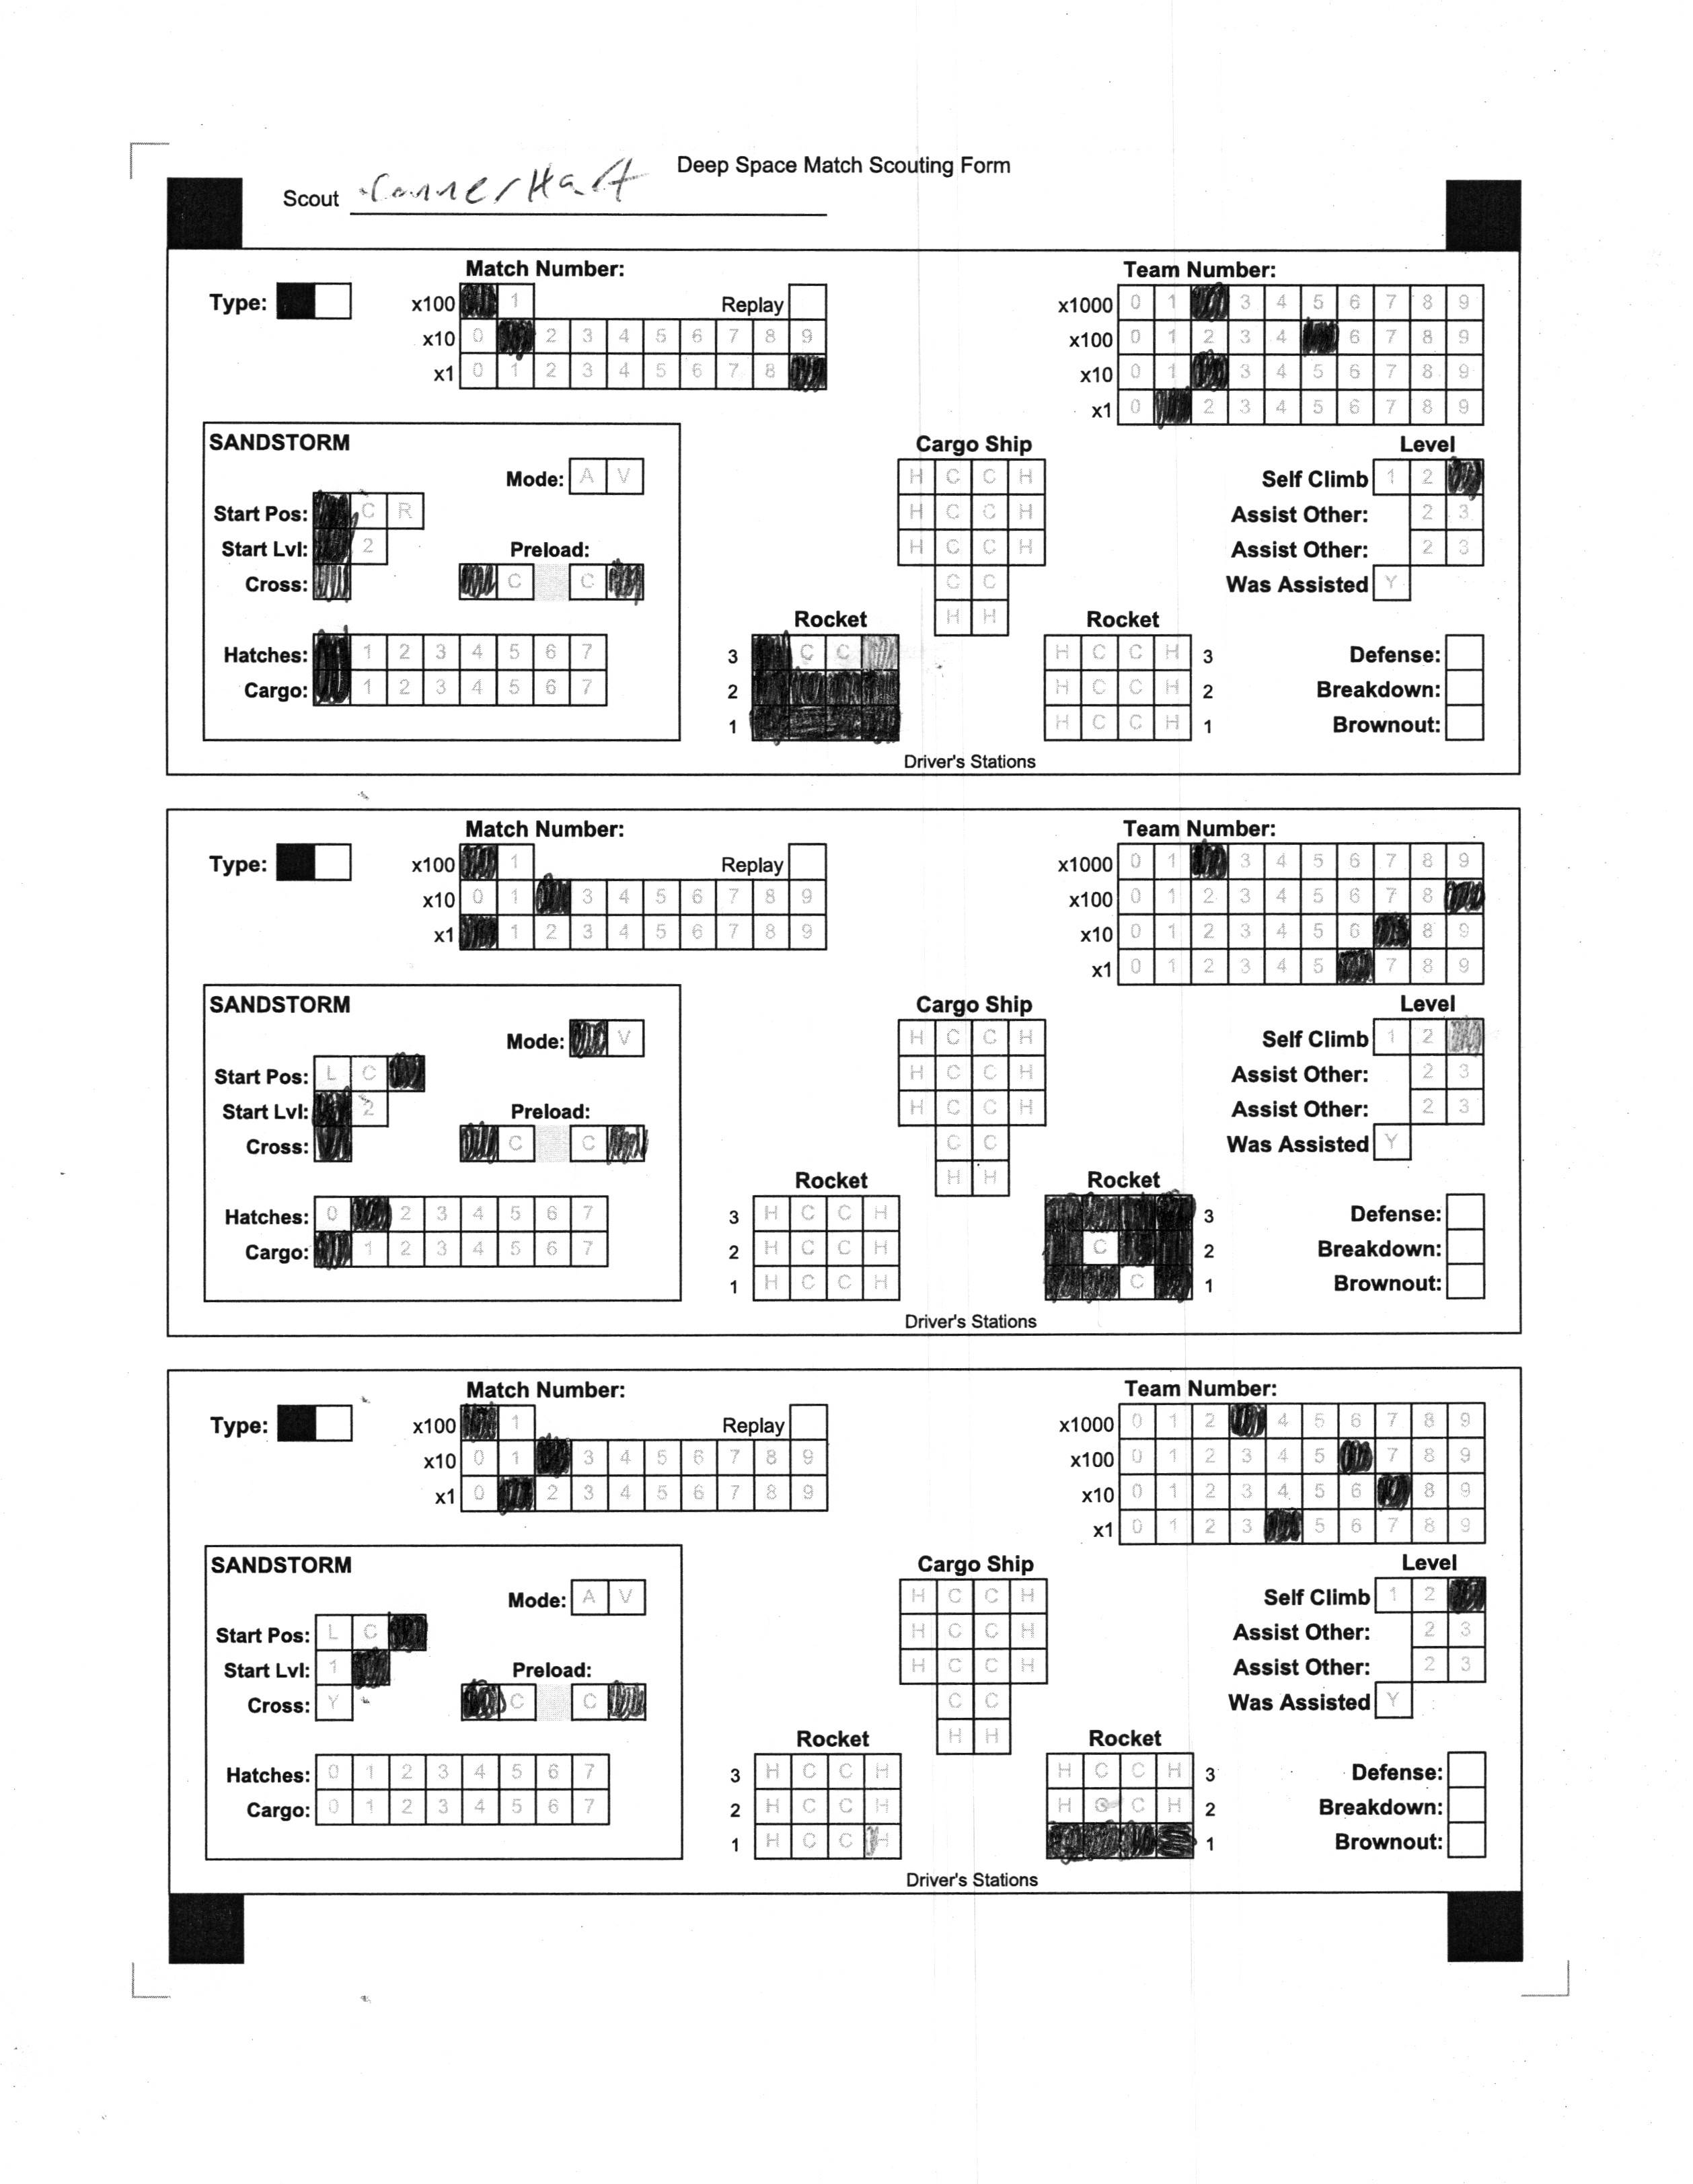 Deep Space Match Scouting Form
Scout Conner Hart
Match Number: Team Number:
Type: x100 1 Replay x1000 0 1 3 4 5 6 7 8 9
x10 0 2 3 4 5 6 7 8 9 x100 0 1 2 3 4 6 7 8 9
x1 0 1 2 3 4 5 6 7 8 x10 0 1 3 4 5 6 7 8 9
x1 0 2 3 4 5 6 7 8 9
SANDSTORM Cargo Ship Level
Mode: A V H C C H Self Climb 1 2
Start Pos: C R H C C H Assist Other: 2 3
Start Lvl: 2 Preload: H C C H Assist Other: 2 3
Cross: C C C C Was Assisted Y
Rocket H H Rocket
Hatches: 1 2 3 4 5 6 7 3 C C H C C H 3 Defense:
Cargo: 1 2 3 4 5 6 7 2 H C C H 2 Breakdown:
1 H C C H 1 Brownout:
Driver's Stations
Match Number: Team Number:
Type: x100 1 Replay x1000 0 1 3 4 5 6 7 8 9
x10 0 1 3 4 5 6 7 8 9 x100 0 1 2 3 4 5 6 7 8
x1 1 2 3 4 5 6 7 8 9 x10 0 1 2 3 4 5 6 8 9
x1 0 1 2 3 4 5 7 8 9
SANDSTORM Cargo Ship Level
Mode: V H C C H Self Climb 1 2
Start Pos: L C H C C H Assist Other: 2 3
Start Lvl: 2 Preload: H C C H Assist Other: 2 3
Cross: C C C C Was Assisted Y
Rocket H H Rocket
Hatches: 0 2 3 4 5 6 7 3 H C C H 3 Defense:
Cargo: 1 2 3 4 5 6 7 2 H C C H C 2 Breakdown:
1 H C C H C 1 Brownout:
Driver's Stations
Match Number: Team Number:
Type: x100 1 Replay x1000 0 1 2 4 5 6 7 8 9
x10 0 1 3 4 5 6 7 8 9 x100 0 1 2 3 4 5 7 8 9
x1 0 2 3 4 5 6 7 8 9 x10 0 1 2 3 4 5 6 8 9
x1 0 1 2 3 5 6 7 8 9
SANDSTORM Cargo Ship Level
Mode: A V H C C H Self Climb 1 2
Start Pos: L C H C C H Assist Other: 2 3
Start Lvl: 1 Preload: H C C H Assist Other: 2 3
Cross: Y C C C C Was Assisted Y
Rocket H H Rocket
Hatches: 0 1 2 3 4 5 6 7 3 H C C H H C C H 3 Defense:
Cargo: 0 1 2 3 4 5 6 7 2 H C C H H C C H 2 Breakdown:
1 H C C H 1 Brownout:
Driver's Stations